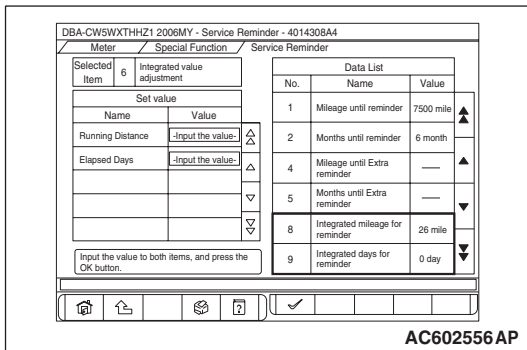 DBA-CW5WXTHHZ1 2006MY - Service Reminder - 4014308A4
Meter / Special Function / Service Reminder
Selected Item 6 Integrated value adjustment
Set value
Name Value
Running Distance -Input the value-
Elapsed Days -Input the value-
Input the value to both items, and press the
OK button.
Data List
No. Name Value
1 Mileage until reminder 7500 mile
2 Months until reminder 6 month
4 Mileage until Extra reminder —
5 Months until Extra reminder —
8 Integrated mileage for reminder 26 mile
9 Integrated days for reminder 0 day
?
AC602556AP